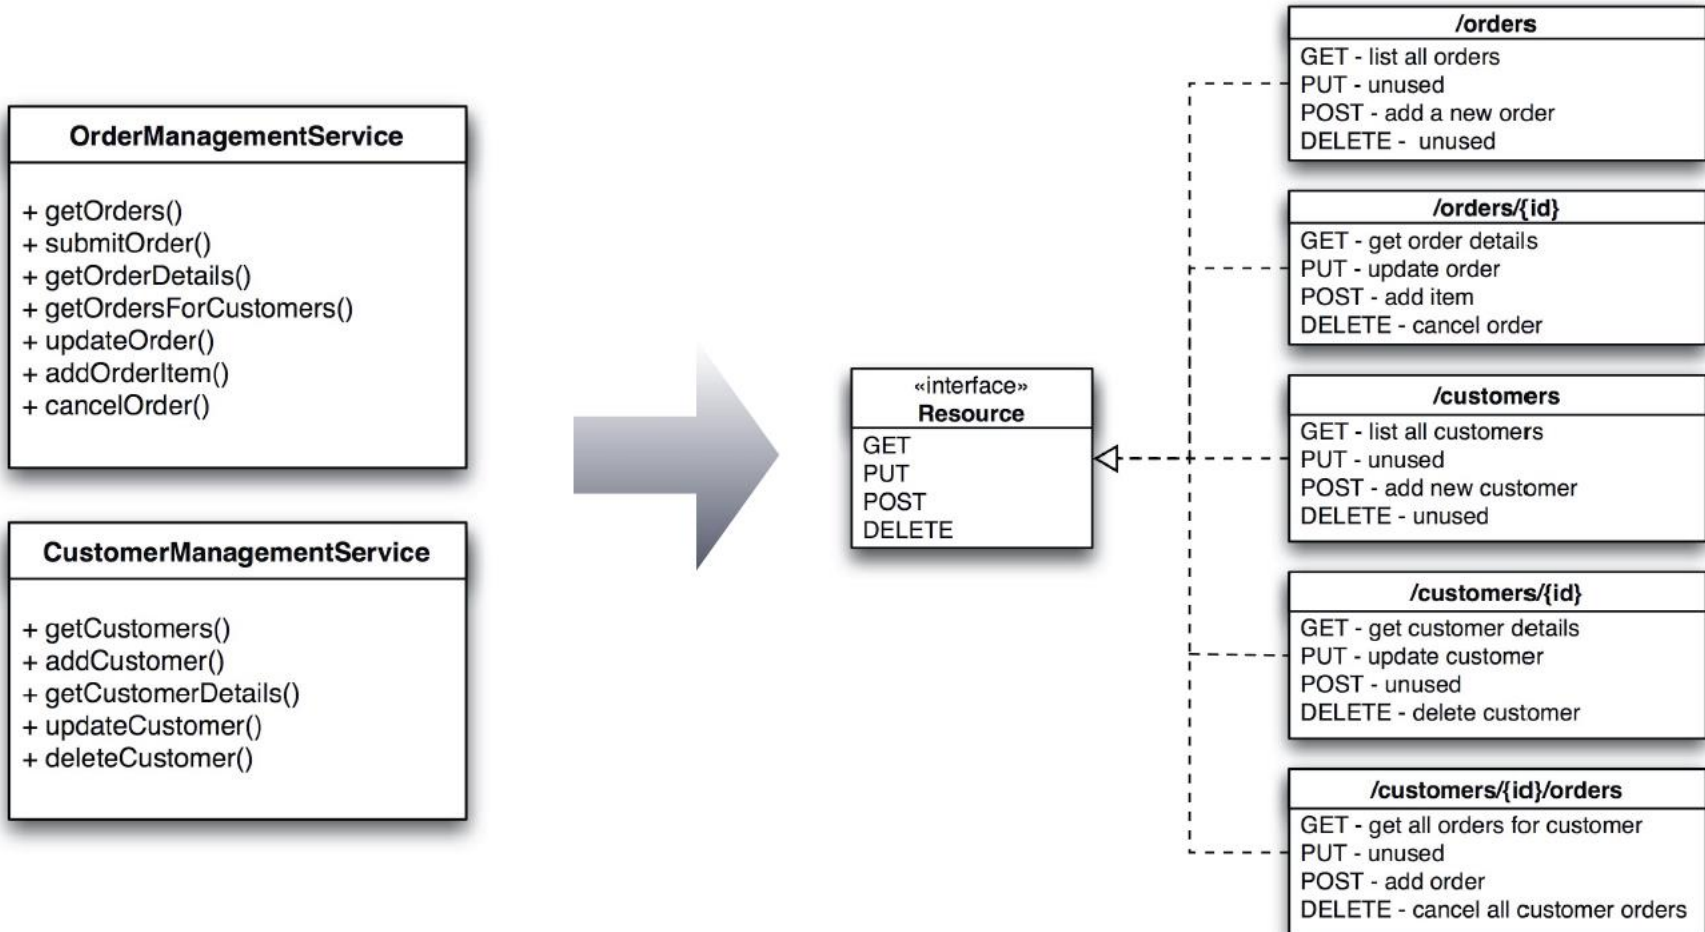 OrderManagementService
+ getOrders()
+ submitOrder()
+ getOrderDetails()
+ getOrdersForCustomers()
+ updateOrder()
+ addOrderItem()
+ cancelOrder()
CustomerManagementService
+ getCustomers()
+ addCustomer()
+ getCustomerDetails()
+ updateCustomer()
+ deleteCustomer()
«interface»
Resource
GET
PUT
POST
DELETE
/orders
GET - list all orders
PUT - unused
POST - add a new order
DELETE -  unused
/orders/{id}
GET - get order details
PUT - update order
POST - add item
DELETE - cancel order
/customers
GET - list all customers
PUT - unused
POST - add new customer
DELETE - unused
/customers/{id}
GET - get customer details
PUT - update customer
POST - unused
DELETE - delete customer
/customers/{id}/orders
GET - get all orders for customer
PUT - unused
POST - add order
DELETE - cancel all customer orders